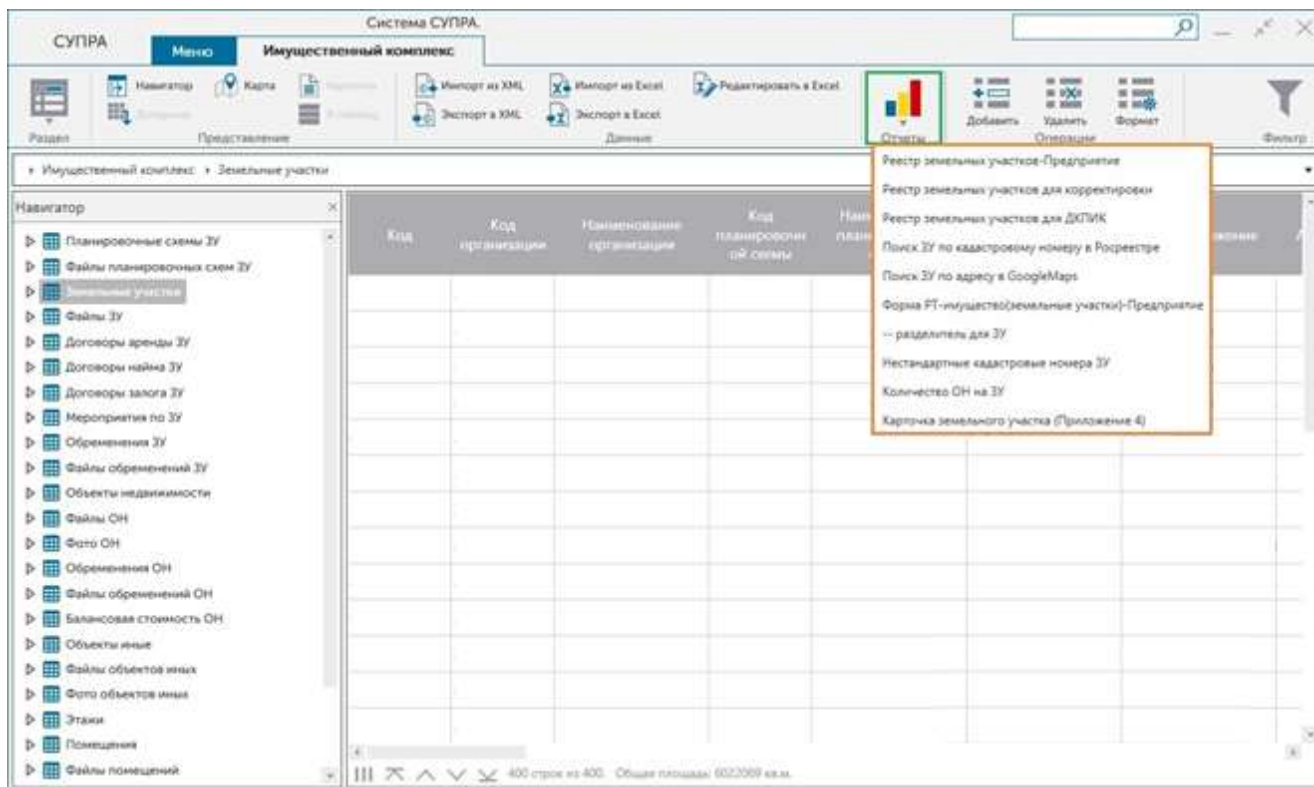 Система СУПРА.
СУПРА
Меню
Имущественный комплекс
Раздел
Навигатор
Карта
Представление
Импорт из XML
Экспорт в XML
Импорт из Excel
Экспорт в Excel
Редактировать в Excel
Данные
Отчеты
Добавить
Удалить
Формат
Операции
Фильтр
Имущественный комплекс
Земельные участки
Навигатор
Планировочные схемы ЗУ
Файлы планировочных схем ЗУ
Земельные участки
Файлы ЗУ
Договоры аренды ЗУ
Договоры найма ЗУ
Договоры залога ЗУ
Мероприятия по ЗУ
Обременения ЗУ
Файлы обременений ЗУ
Объекты недвижимости
Файлы ОН
Фото ОН
Обременения ОН
Файлы обременений ОН
Балансовая стоимость ОН
Объекты иные
Файлы объектов иных
Фото объектов иных
Этажи
Помещения
Файлы помещений
Код
Код организации
Наименование организации
Код планировочн ой схемы
Реестр земельных участков-Предприятие
Реестр земельных участков для корректировки
Реестр земельных участков для ДКПИК
Поиск ЗУ по кадастровому номеру в Росреестре
Поиск ЗУ по адресу в GoogleMaps
Форма РТ-имущество(земельные участки)-Предприятие
-- разделитель для ЗУ
Нестандартные кадастровые номера ЗУ
Количество ОН на ЗУ
Карточка земельного участка (Приложение 4)
400 строк из 400. Общая площадь: 6022069 кв.м.